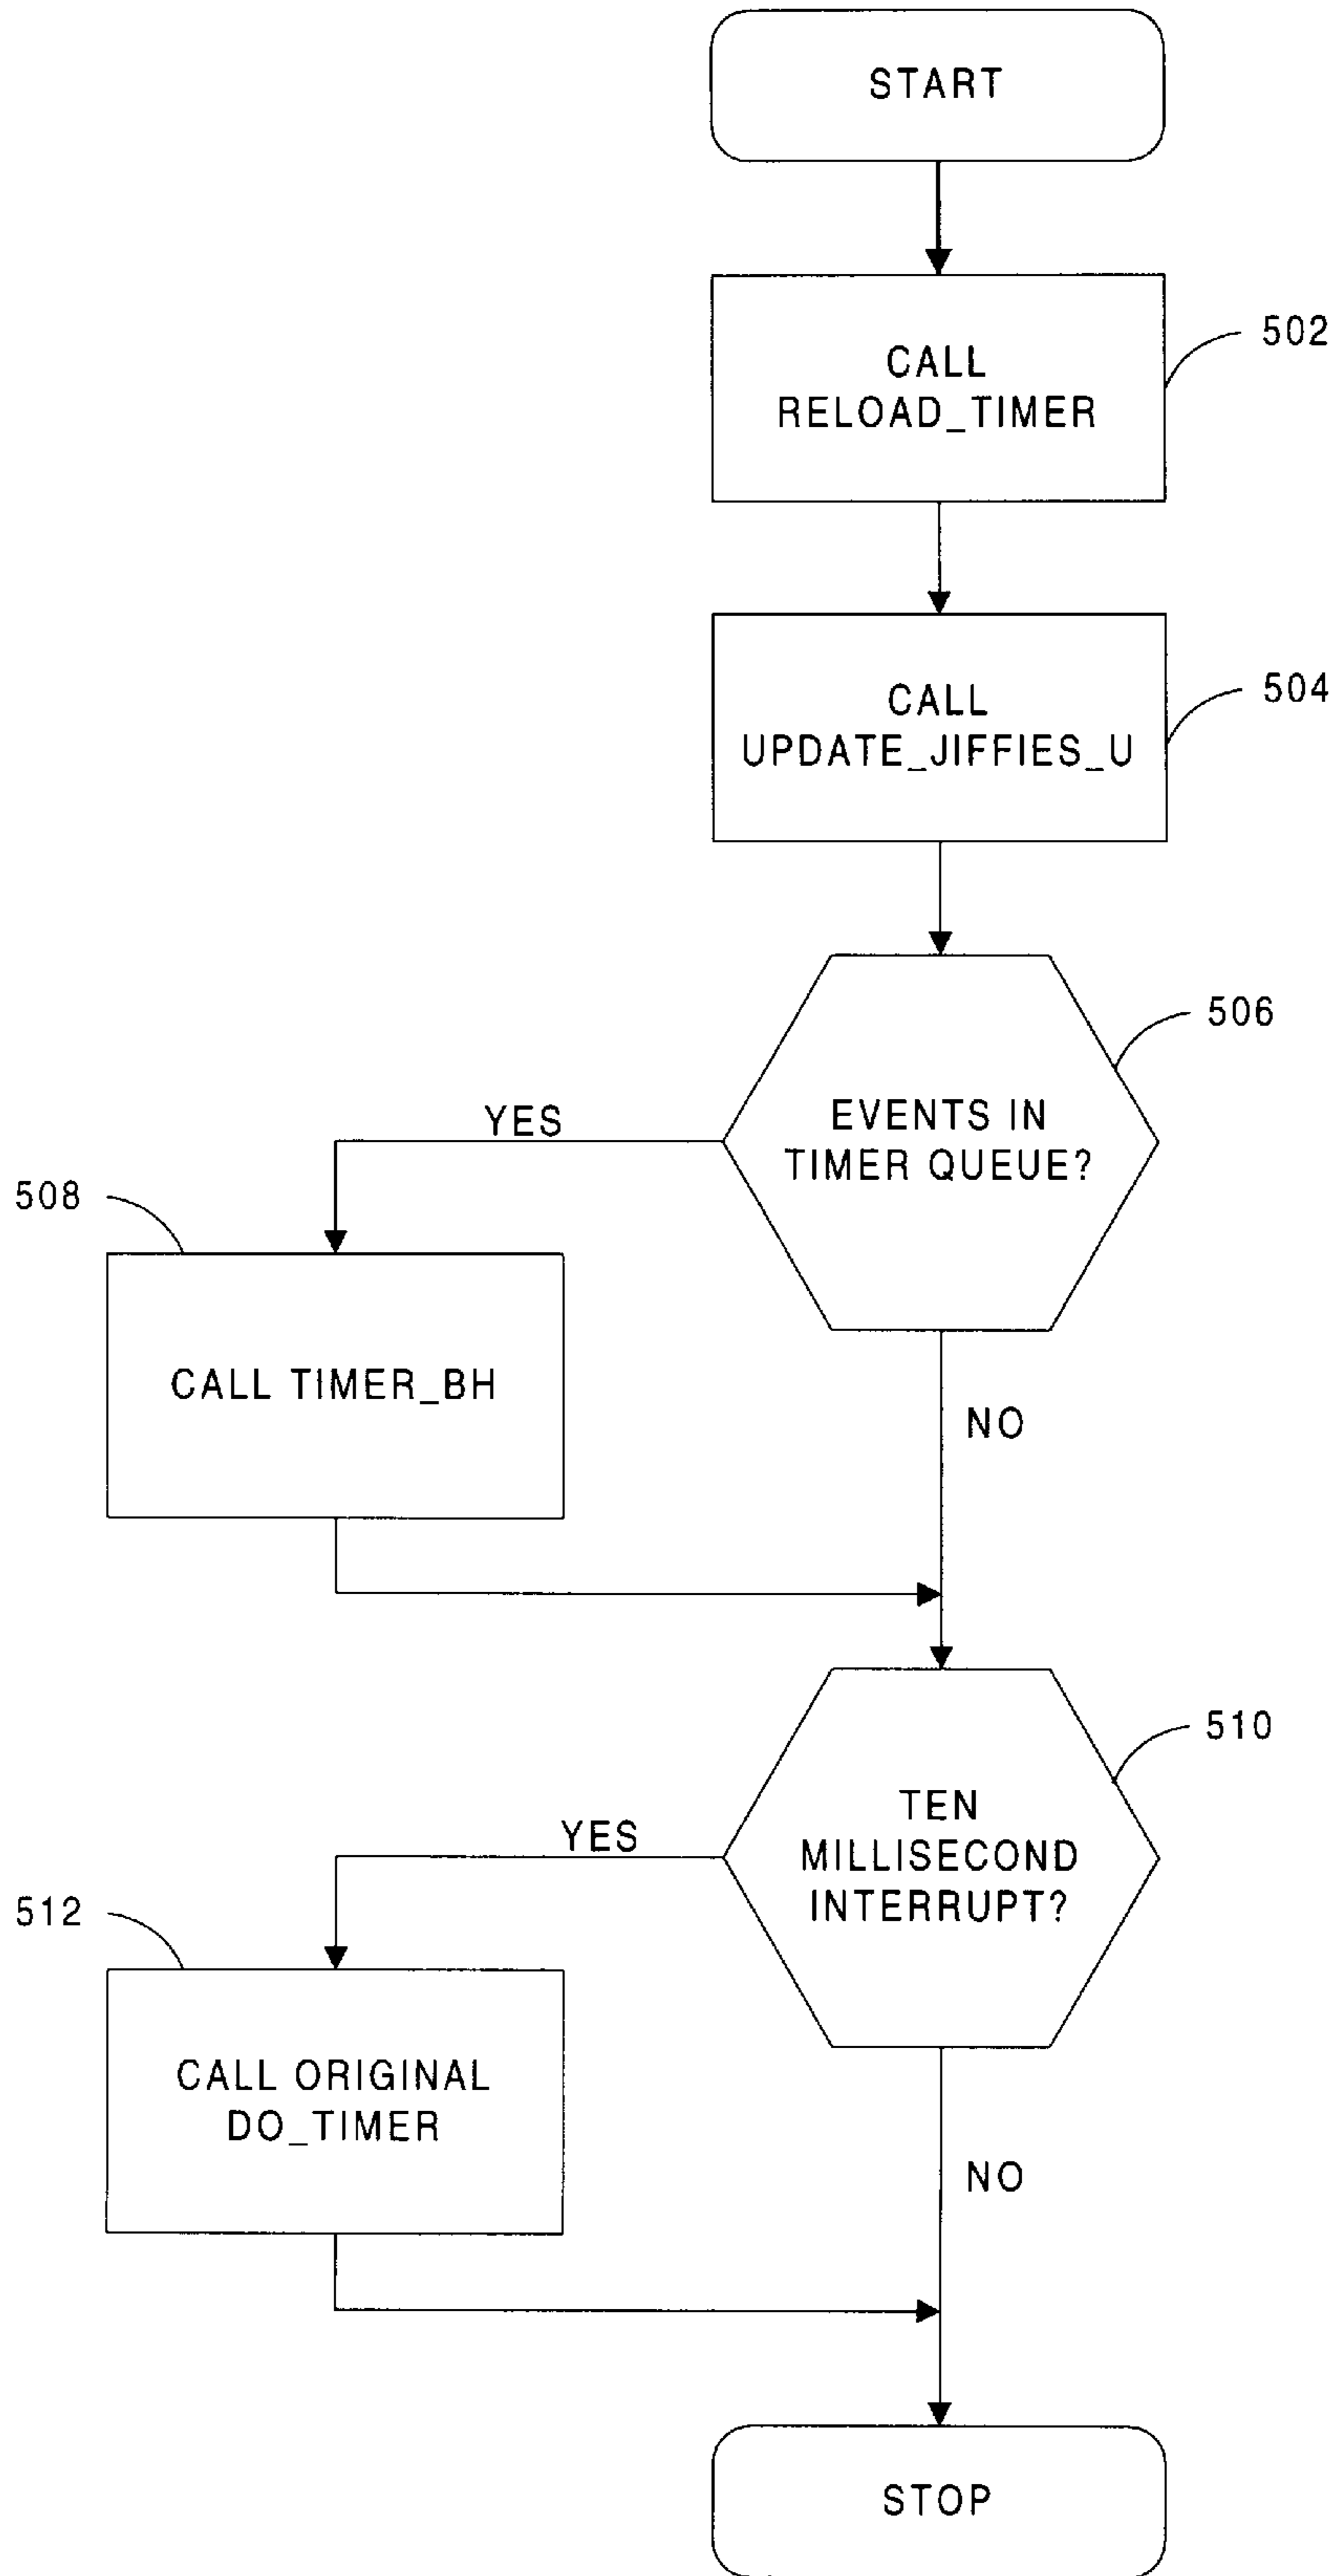 START
CALL
RELOAD_TIMER
502
CALL
UPDATE_JIFFIES_U
504
506
EVENTS IN
TIMER QUEUE?
YES
508
CALL TIMER_BH
NO
510
TEN
MILLISECOND
INTERRUPT?
YES
512
CALL ORIGINAL
DO_TIMER
NO
STOP